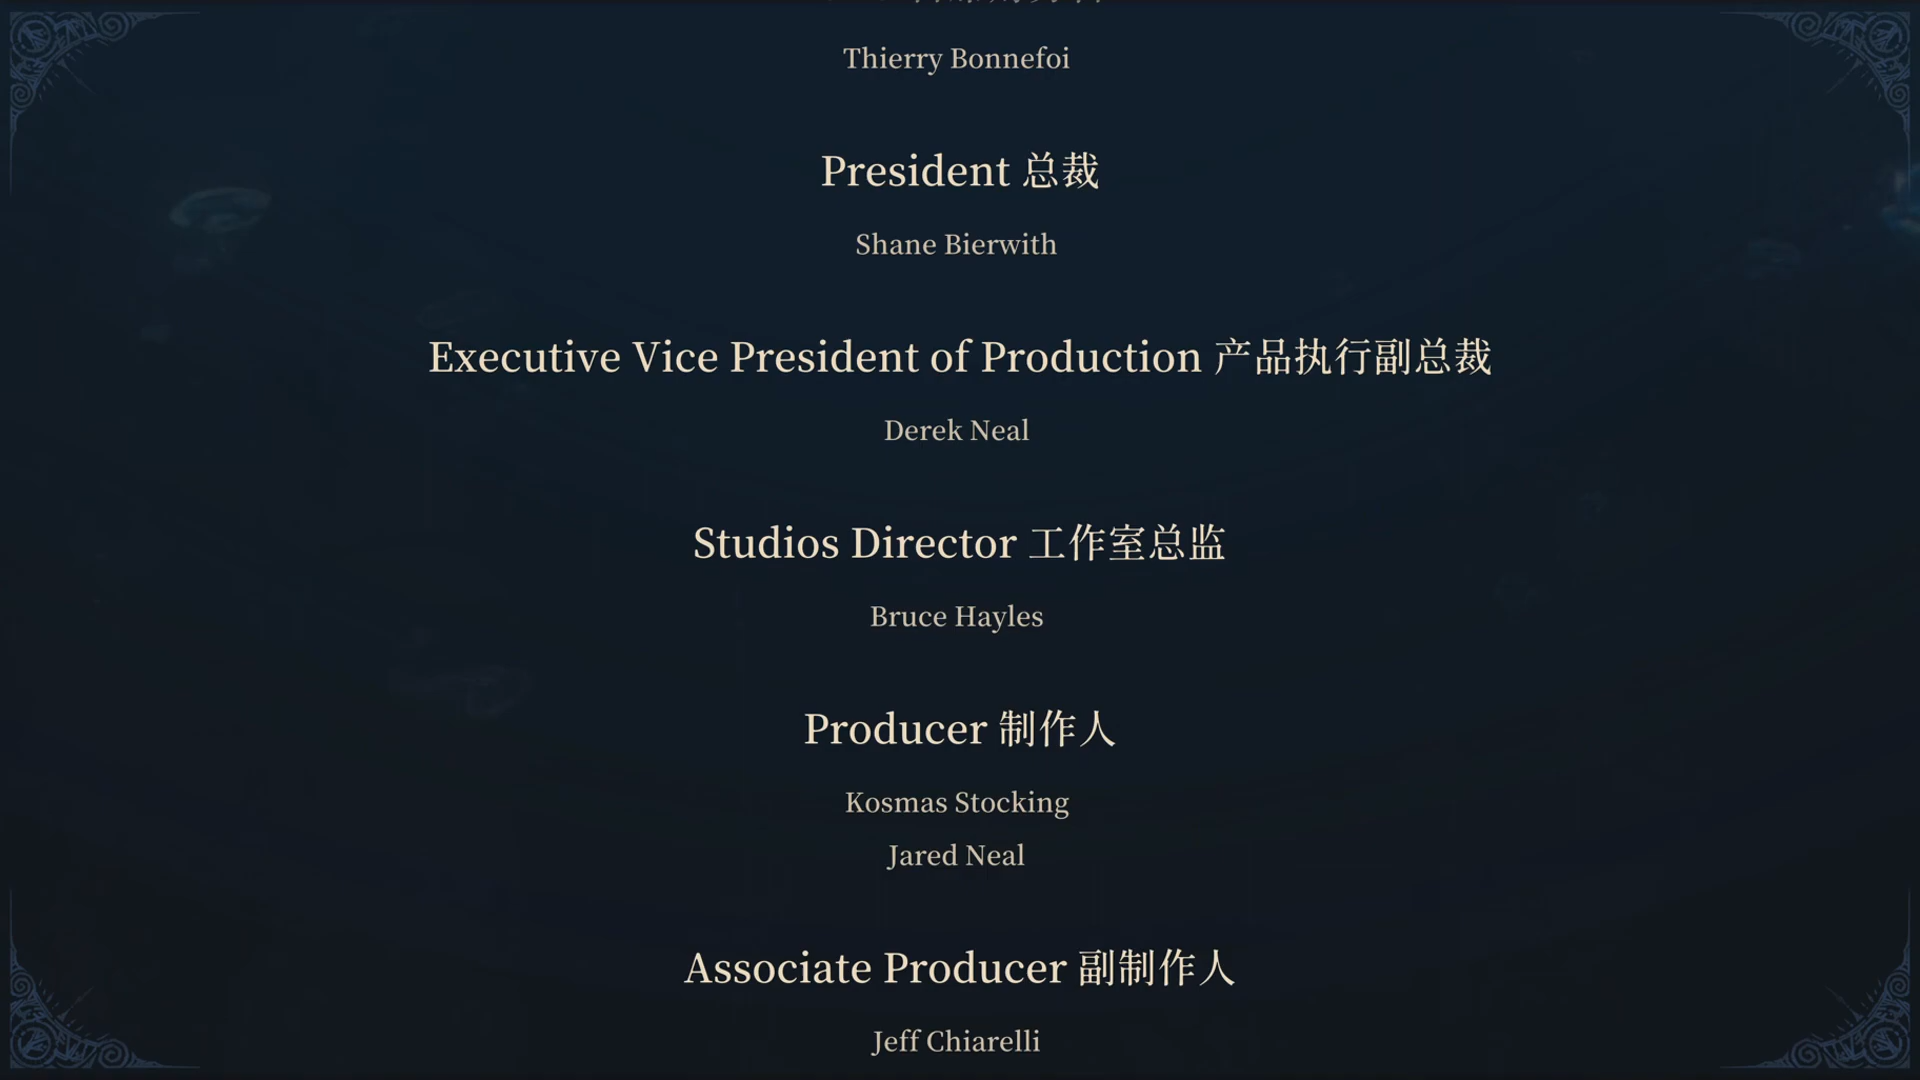 Thierry Bonnefoi
President 总裁
Shane Bierwith
Executive Vice President of Production 产品执行副总裁
Derek Neal
Studios Director 工作室总监
Bruce Hayles
Producer 制作人
Kosmas Stocking
Jared Neal
Associate Producer 副制作人
Jeff Chiarelli